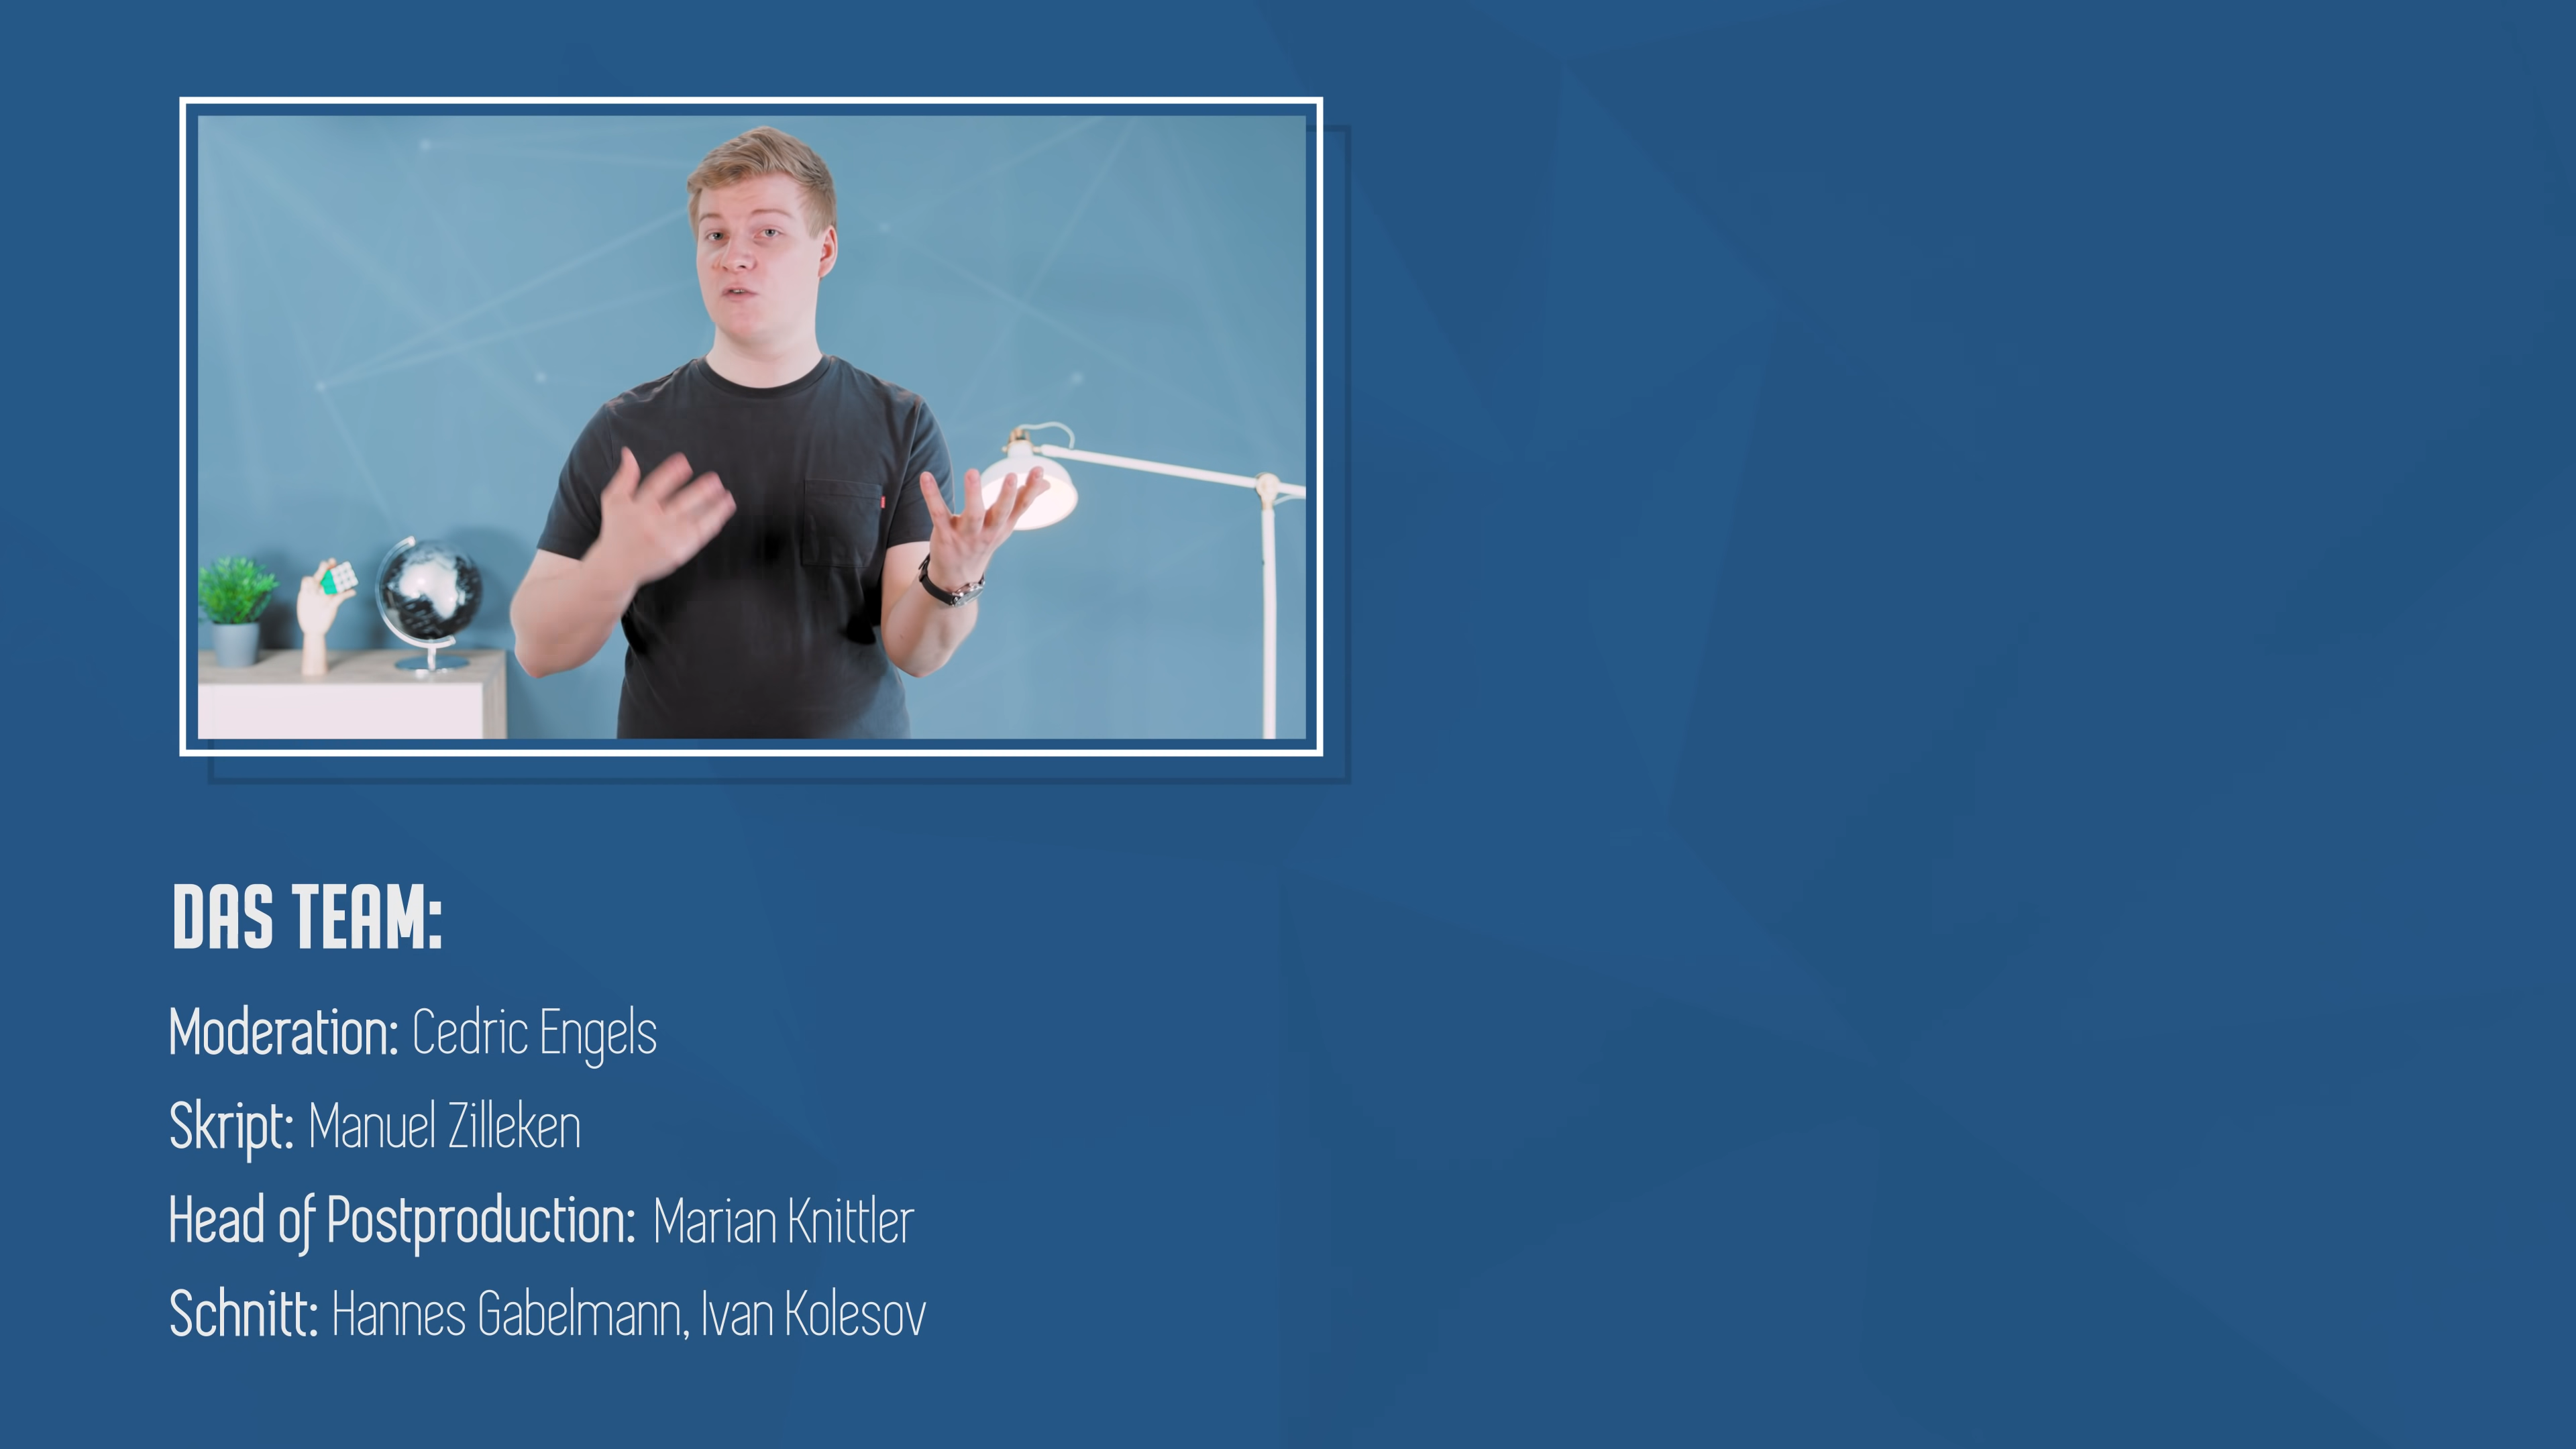 DAS TEAM:
Moderation: Cedric Engels
Skript: Manuel Zilleken
Head of Postproduction: Marian Knittler
Schnitt: Hannes Gabelmann, Ivan Kolesov